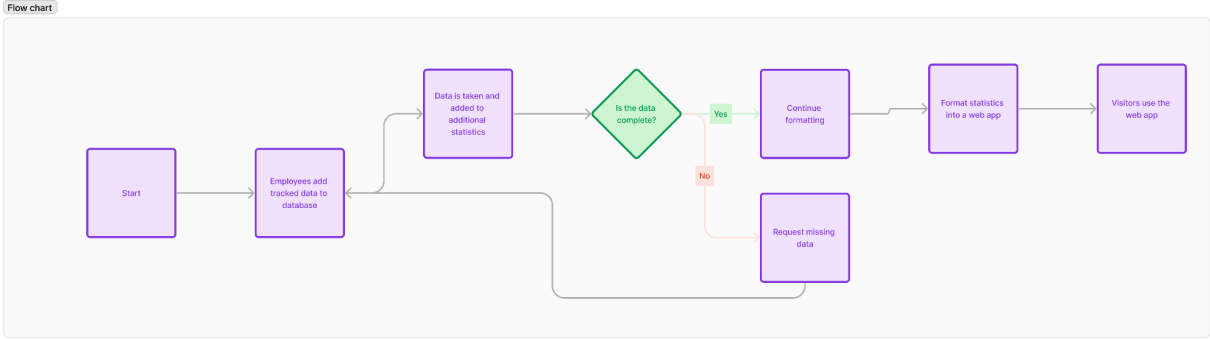 Flow chart
Start
Employees add
tracked data to
database
Data is taken and
added to
additional
statistics
Is the data
complete?
Yes
No
Continue
formatting
Request missing
data
Format statistics
into a web app
Visitors use the
web app